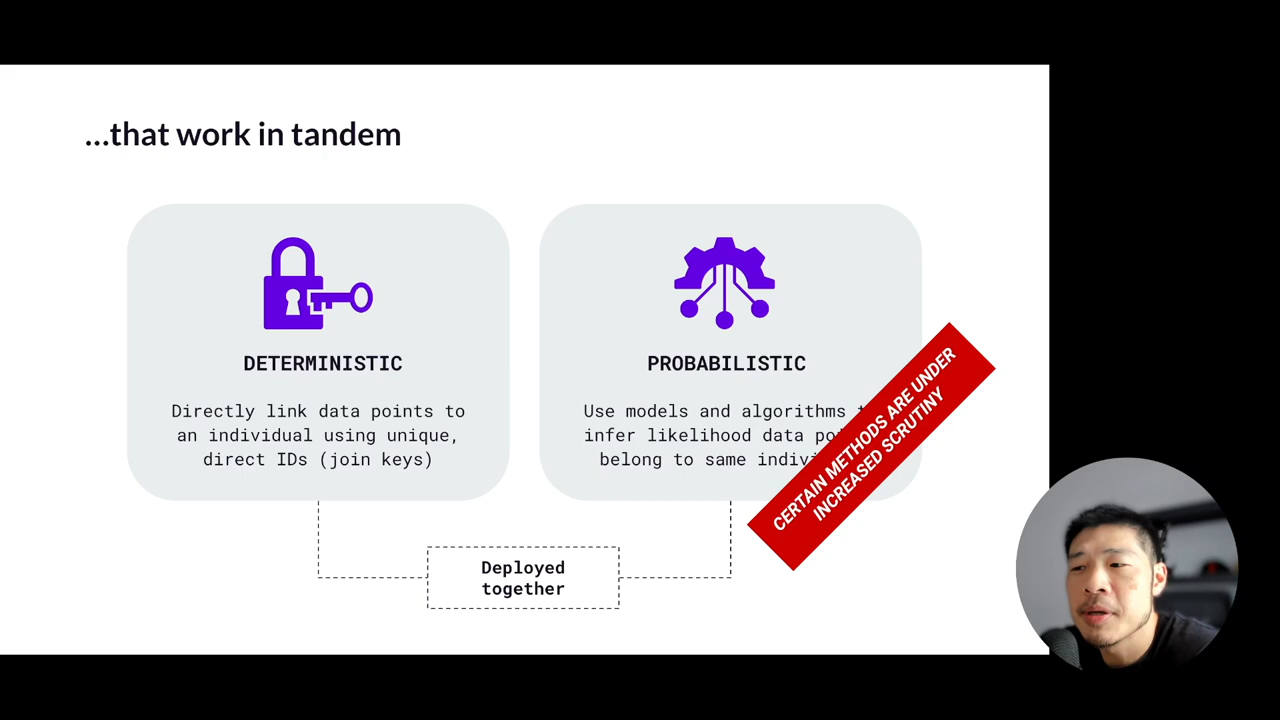 ...that work in tandem
DETERMINISTIC
Directly link data points to
an individual using unique,
direct IDs (join keys)
PROBABILISTIC
Use models and algorithms
infer likelihood data
belong to same
CERTAIN METHODS ARE UNDER
INCREASED SCRUTINY
Deployed
together